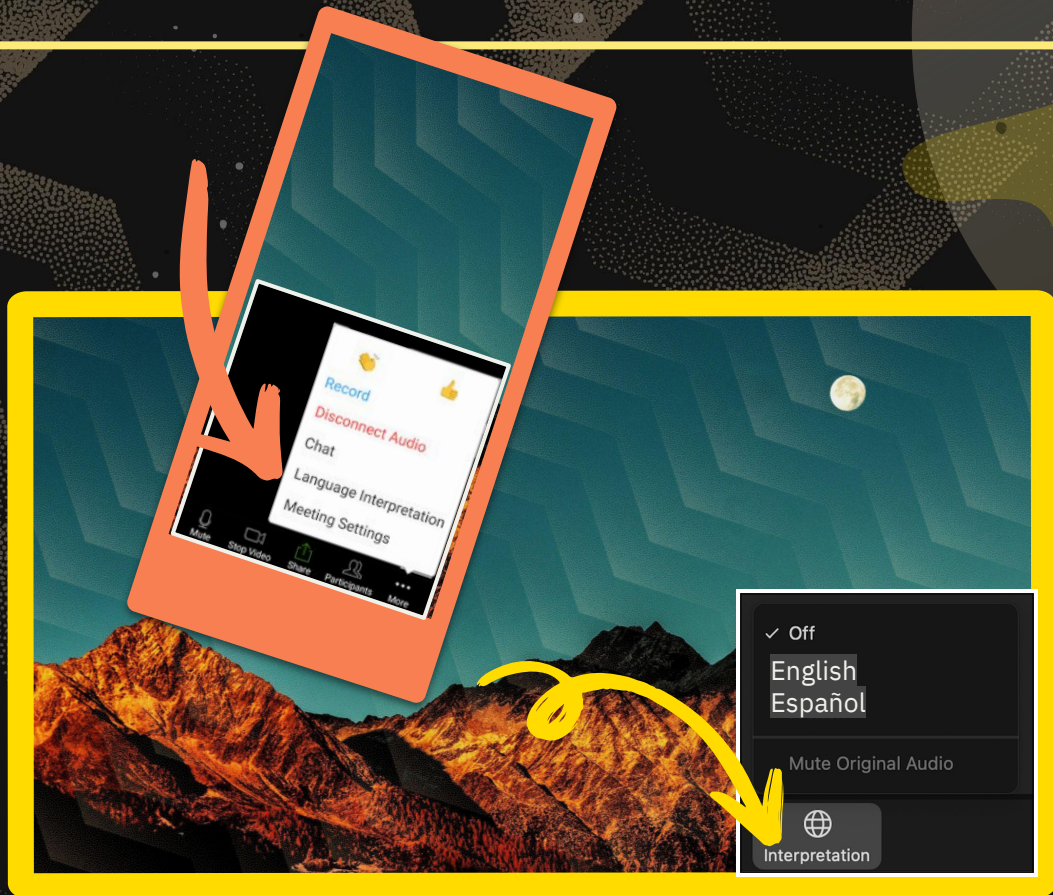 Record
Disconnect Audio
Chat
Language Interpretation
Meeting Settings
Mute
Stop Video
Share
Participants
More
✓ Off
English
Español
Mute Original Audio
Interpretation